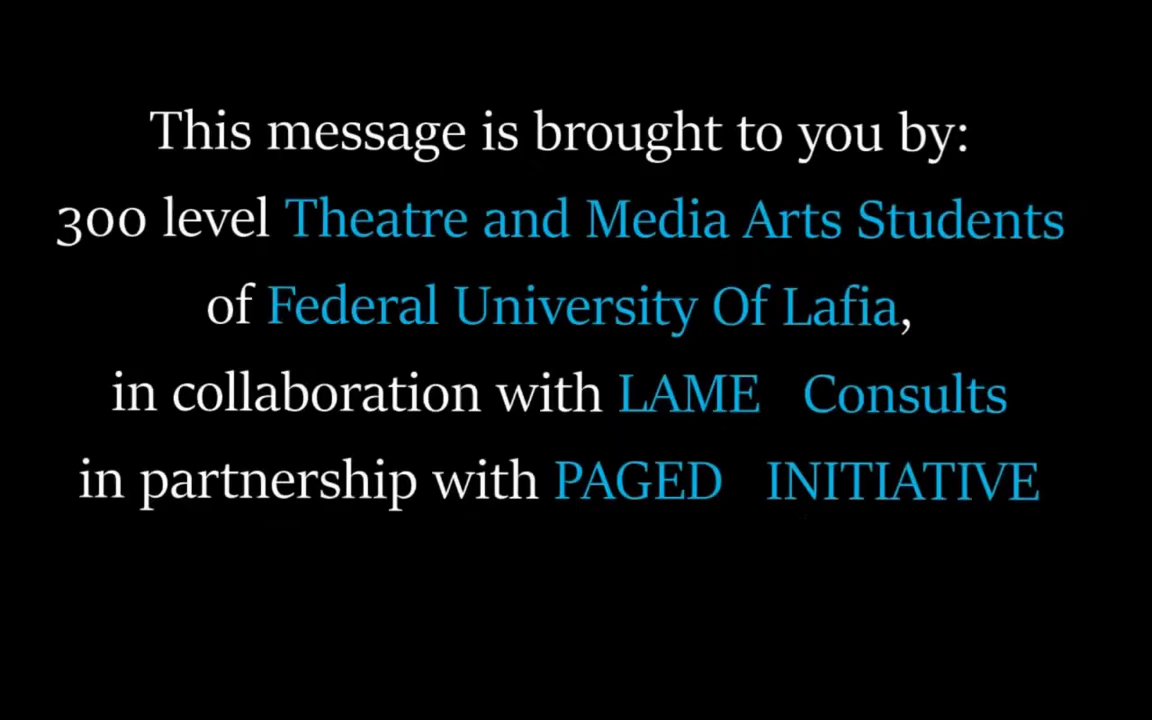 This message is brought to you by:
300 level Theatre and Media Arts Students
of Federal University Of Lafia,
in collaboration with LAME Consults
in partnership with PAGED INITIATIVE